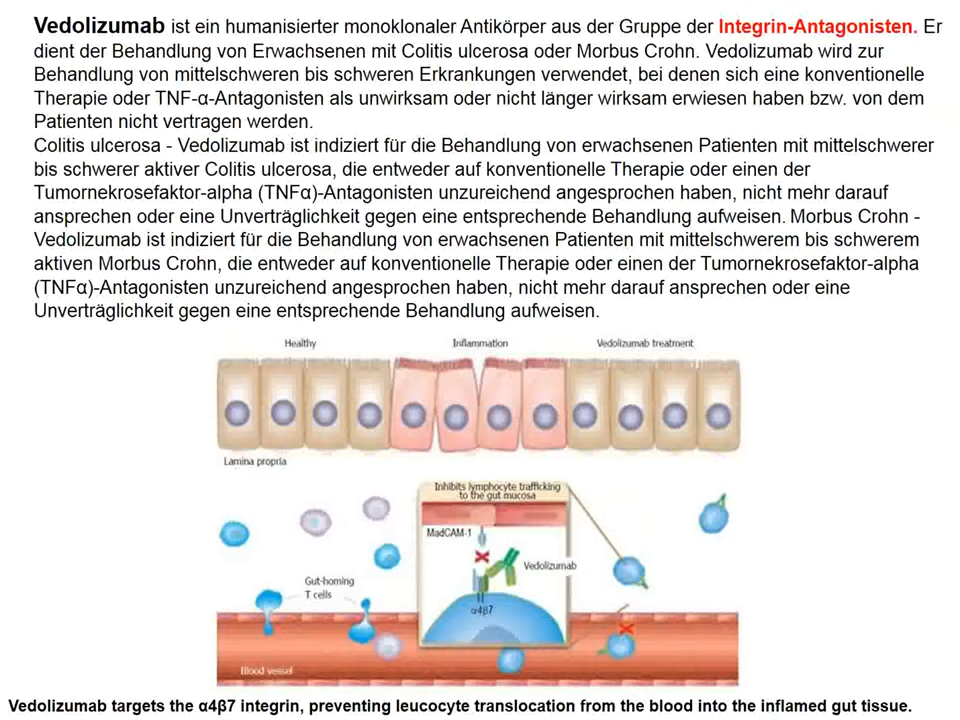 Vedolizumab ist ein humanisierter monoklonaler Antikörper aus der Gruppe der Integrin-Antagonisten. Er
dient der Behandlung von Erwachsenen mit Colitis ulcerosa oder Morbus Crohn. Vedolizumab wird zur
Behandlung von mittelschweren bis schweren Erkrankungen verwendet, bei denen sich eine konventionelle
Therapie oder TNF-α-Antagonisten als unwirksam oder nicht länger wirksam erwiesen haben bzw. von dem
Patienten nicht vertragen werden.
Colitis ulcerosa - Vedolizumab ist indiziert für die Behandlung von erwachsenen Patienten mit mittelschwerer
bis schwerer aktiver Colitis ulcerosa, die entweder auf konventionelle Therapie oder einen der
Tumornekrosefaktor-alpha (TNFα)-Antagonisten unzureichend angesprochen haben, nicht mehr darauf
ansprechen oder eine Unverträglichkeit gegen eine entsprechende Behandlung aufweisen. Morbus Crohn -
Vedolizumab ist indiziert für die Behandlung von erwachsenen Patienten mit mittelschwerem bis schwerem
aktiven Morbus Crohn, die entweder auf konventionelle Therapie oder einen der Tumornekrosefaktor-alpha
(TNFα)-Antagonisten unzureichend angesprochen haben, nicht mehr darauf ansprechen oder eine
Unverträglichkeit gegen eine entsprechende Behandlung aufweisen.
Healthy
Inflammation
Vedolizumab treatment
Lamina propria
Inhibits lymphocyte trafficking
to the gut mucosa
MadCAM-1
Vedolizumab
Gut-homing
T cells
α4β7
Blood vessel
Vedolizumab targets the α4β7 integrin, preventing leucocyte translocation from the blood into the inflamed gut tissue.